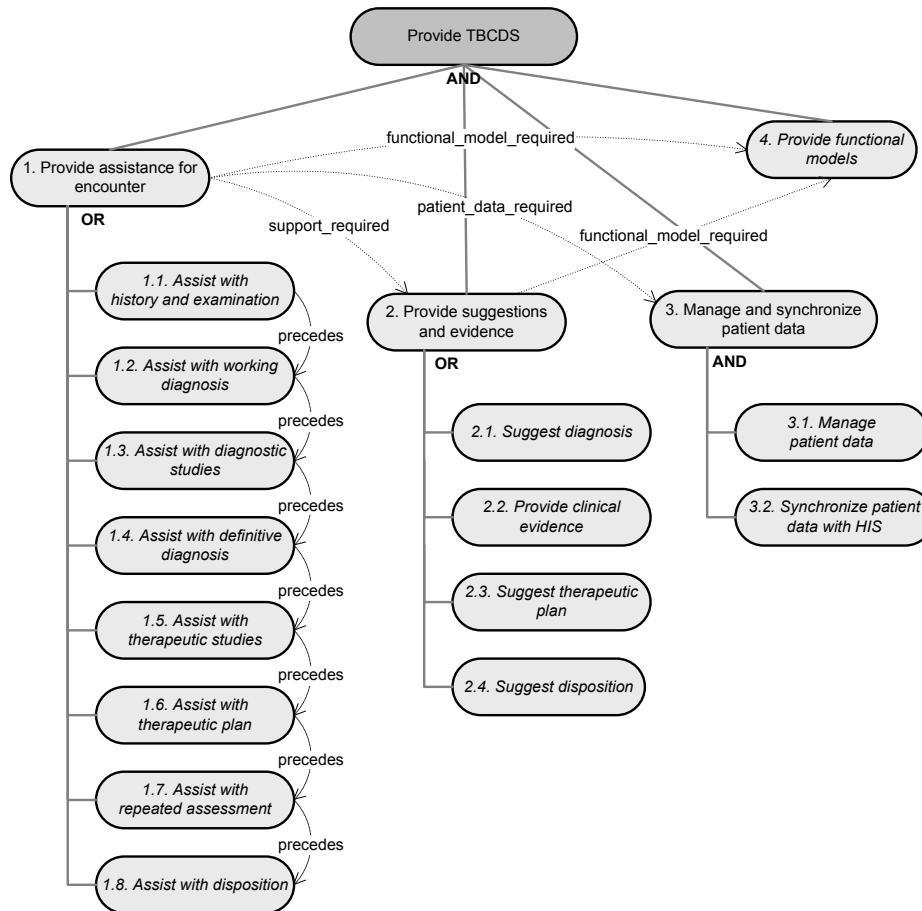 Provide TBCDS
AND
functional_model_required
4. Provide functional
models
1. Provide assistance for
encounter
OR
patient_data_required
support_required
functional_model_required
1.1. Assist with
history and examination
precedes
1.2. Assist with working
diagnosis
precedes
1.3. Assist with diagnostic
studies
precedes
1.4. Assist with definitive
diagnosis
precedes
1.5. Assist with
therapeutic studies
precedes
1.6. Assist with
therapeutic plan
precedes
1.7. Assist with
repeated assessment
precedes
1.8. Assist with disposition
2. Provide suggestions
and evidence
OR
2.1. Suggest diagnosis
2.2. Provide clinical
evidence
2.3. Suggest therapeutic
plan
2.4. Suggest disposition
3. Manage and synchronize
patient data
AND
3.1. Manage
patient data
3.2. Synchronize patient
data with HIS